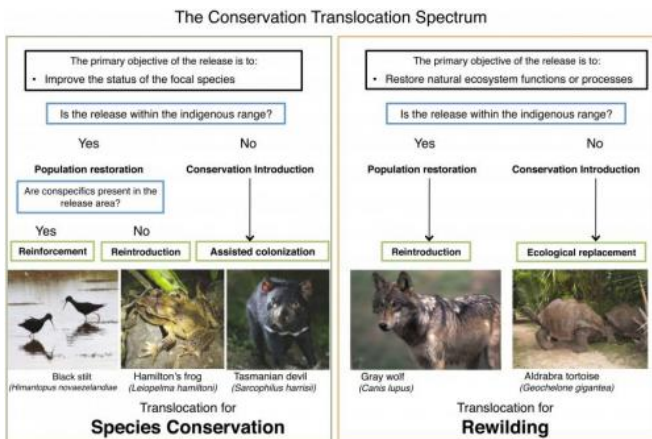 The Conservation Translocation Spectrum
The primary objective of the release is to:
• Improve the status of the focal species
Is the release within the indigenous range?
Yes
No
Population restoration
Conservation Introduction
Are conspecifics present in the
release area?
Yes
No
Reinforcement
Reintroduction
Assisted colonization
Black stilt
(Himantopus novaezelandiae
Hamilton's frog
(Leiopelma hamiltoni)
Tasmanian devil
(Sarcophilus harrisii)
Translocation for
Species Conservation
The primary objective of the release is to:
• Restore natural ecosystem functions or processes
Is the release within the indigenous range?
Yes
No
Population restoration
Conservation Introduction
Reintroduction
Ecological replacement
Gray wolf
(Canis lupus)
Aldrabra tortoise
(Geochelone gigantea)
Translocation for
Rewilding